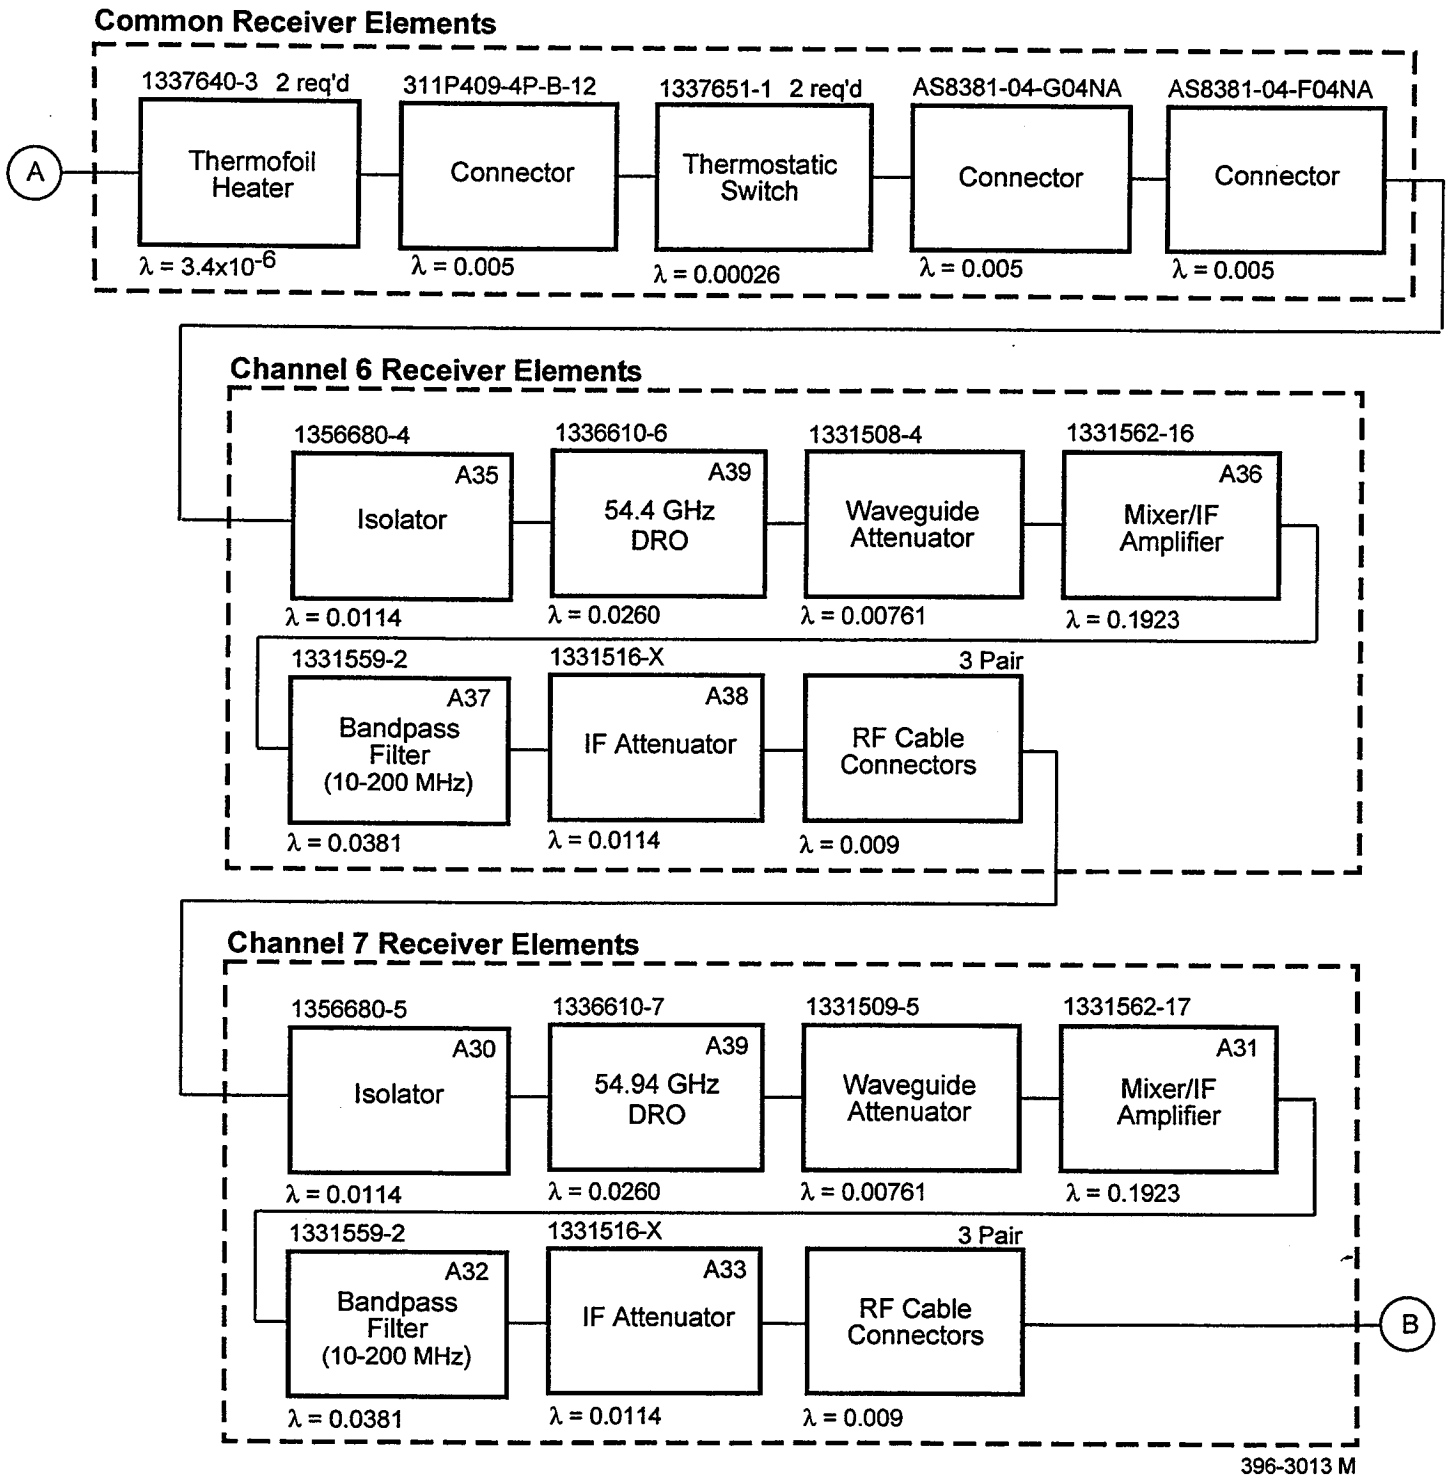 Common Receiver Elements
1337640-3 2 req'd
311P409-4P-B-12
1337651-1 2 req'd
AS8381-04-G04NA
AS8381-04-F04NA
A
Thermofoil
Heater
Connector
Thermostatic
Switch
Connector
Connector
λ = 3.4x10-6
λ = 0.005
λ = 0.00026
λ = 0.005
λ = 0.005
Channel 6 Receiver Elements
1356680-4
1336610-6
1331508-4
1331562-16
A35
Isolator
A39
54.4 GHz
DRO
Waveguide
Attenuator
A36
Mixer/IF
Amplifier
λ = 0.0114
λ = 0.0260
λ = 0.00761
λ = 0.1923
1331559-2
1331516-X
3 Pair
A37
Bandpass
Filter
(10-200 MHz)
A38
IF Attenuator
RF Cable
Connectors
λ = 0.0381
λ = 0.0114
λ = 0.009
Channel 7 Receiver Elements
1356680-5
1336610-7
1331509-5
1331562-17
A30
Isolator
A39
54.94 GHz
DRO
Waveguide
Attenuator
A31
Mixer/IF
Amplifier
λ = 0.0114
λ = 0.0260
λ = 0.00761
λ = 0.1923
1331559-2
1331516-X
3 Pair
A32
Bandpass
Filter
(10-200 MHz)
A33
IF Attenuator
RF Cable
Connectors
B
λ = 0.0381
λ = 0.0114
λ = 0.009
396-3013 M